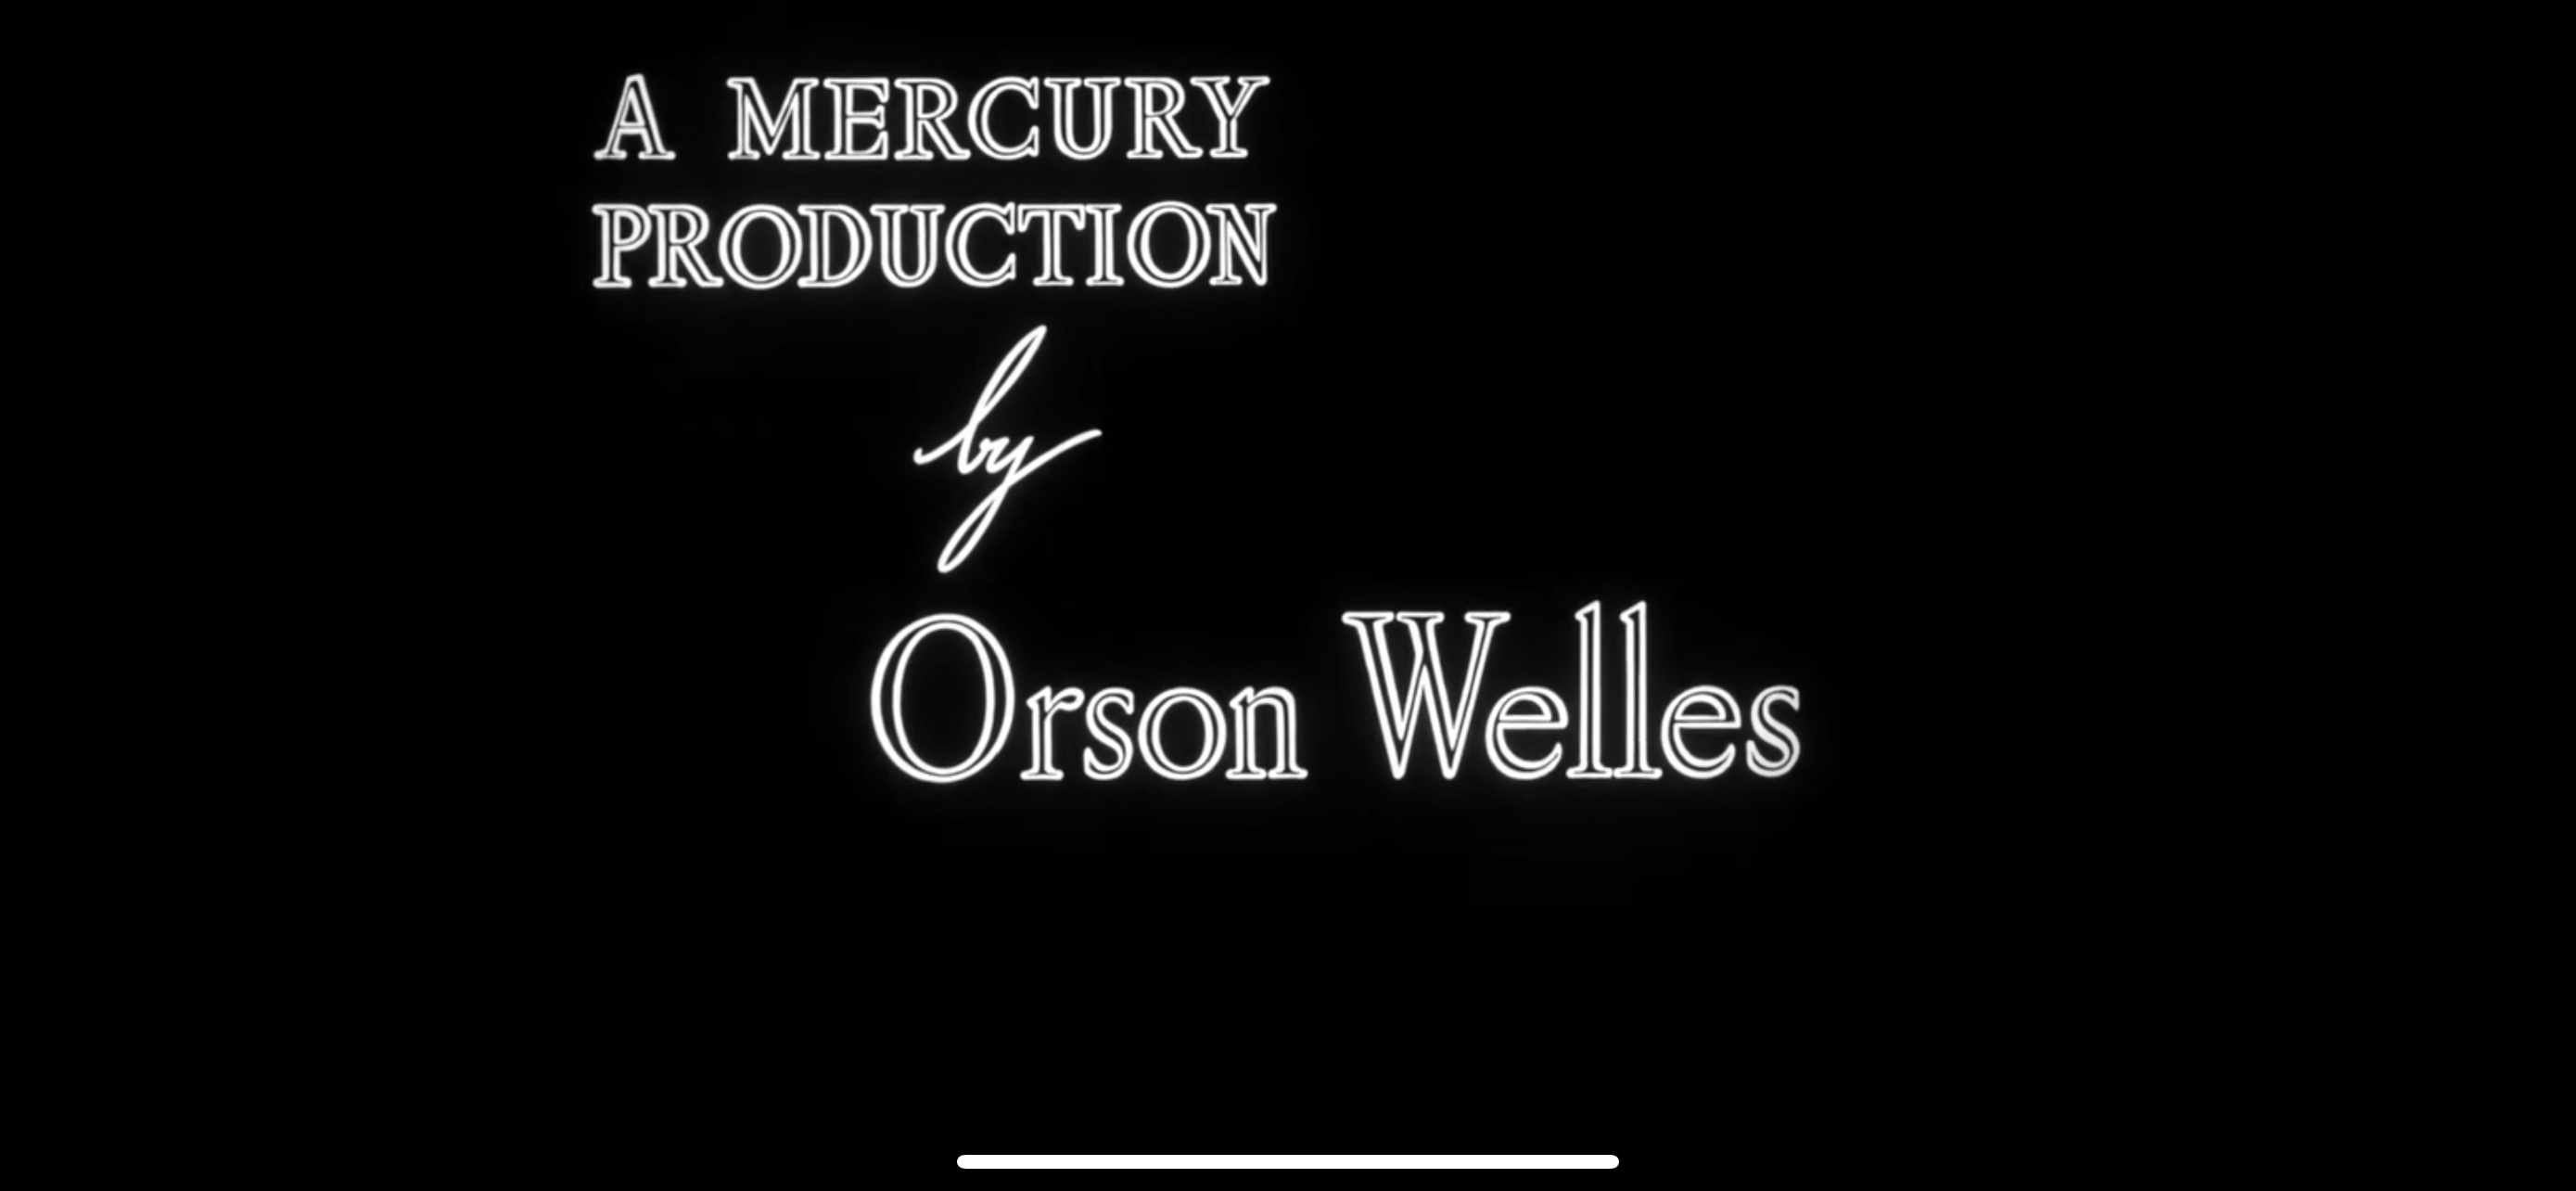 A MERCURY
PRODUCTION
by
Orson Welles